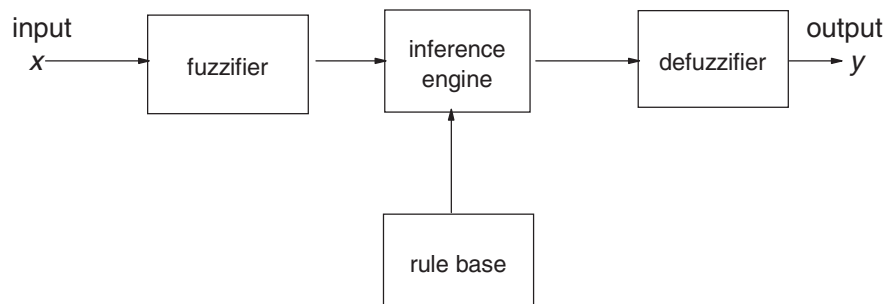 input
x
fuzzifier
inference
engine
defuzzifier
output
y
rule base